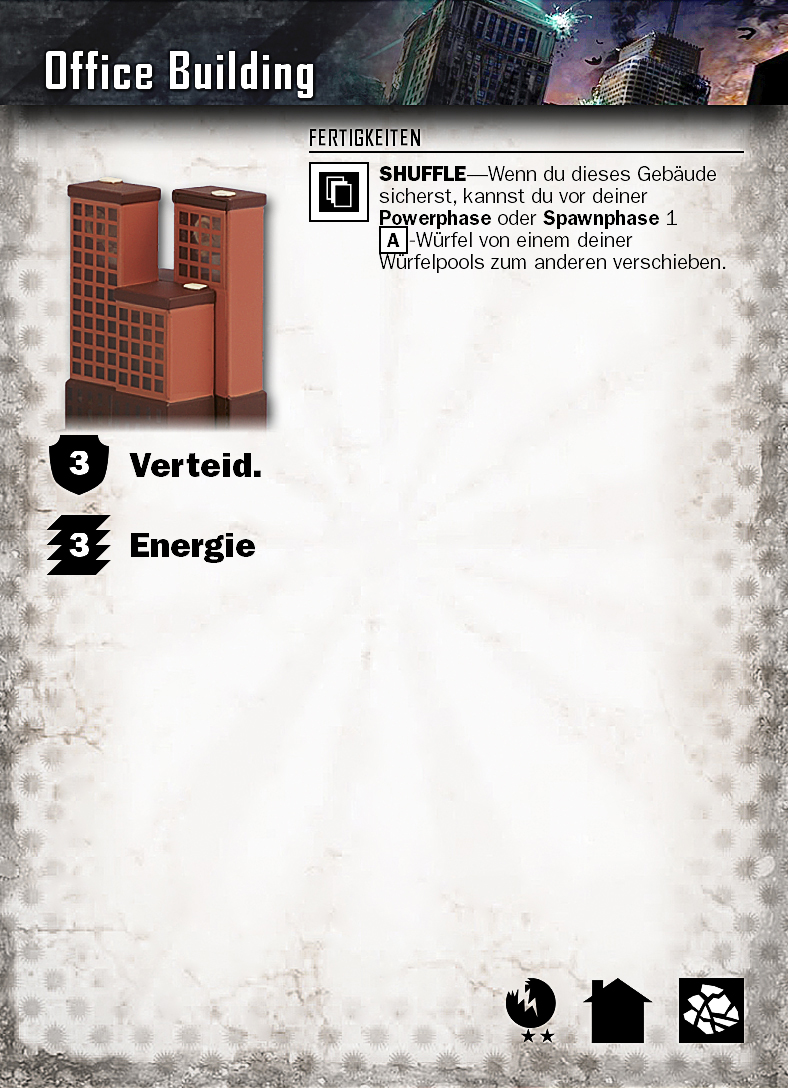 Office Building
FERTIGKEITEN
SHUFFLE—Wenn du dieses Gebäude
sicherst, kannst du vor deiner
Powerphase oder Spawnphase 1
A-Würfel von einem deiner
Würfelpools zum anderen verschieben.
3 Verteid.
3 Energie